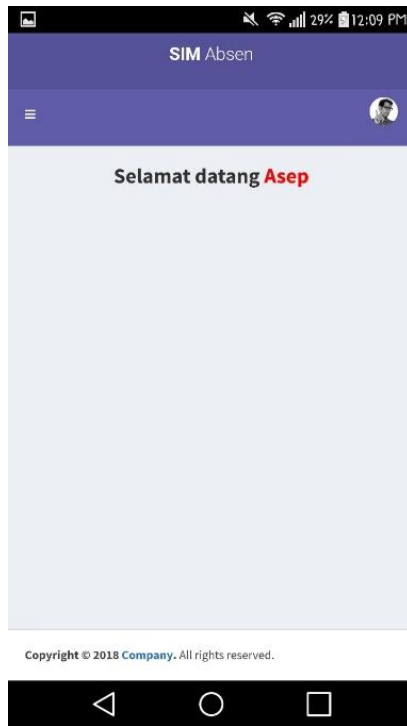 29% 12:09 PM
SIM Absen
Selamat datang Asep
Copyright © 2018 Company. All rights reserved.